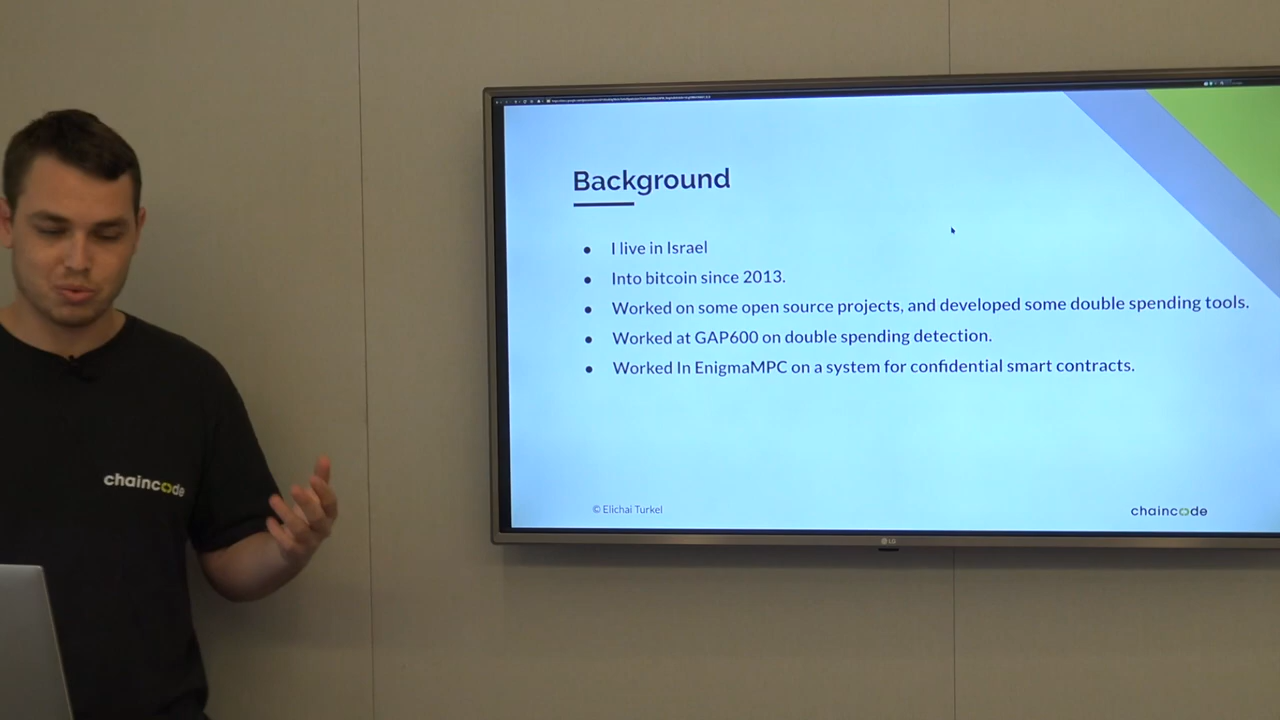 Background
I live in Israel
Into bitcoin since 2013.
Worked on some open source projects, and developed some double spending tools.
Worked at GAP600 on double spending detection.
Worked In EnigmaMPC on a system for confidential smart contracts.
chaincode
© Elichai Turkel
chaincode
LG